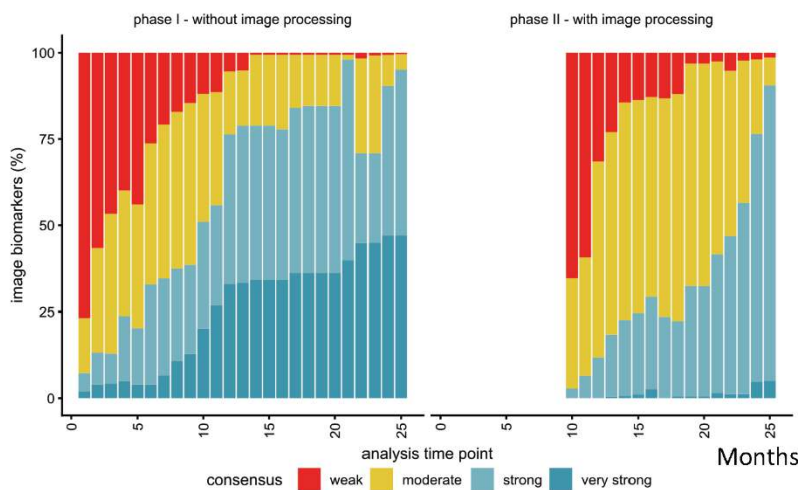 phase I - without image processing
phase II - with image processing
image biomarkers (%)
100
75
50
25
0
0
5
10
15
20
25
0
5
10
15
20
25
analysis time point
Months
consensus weak moderate strong very strong